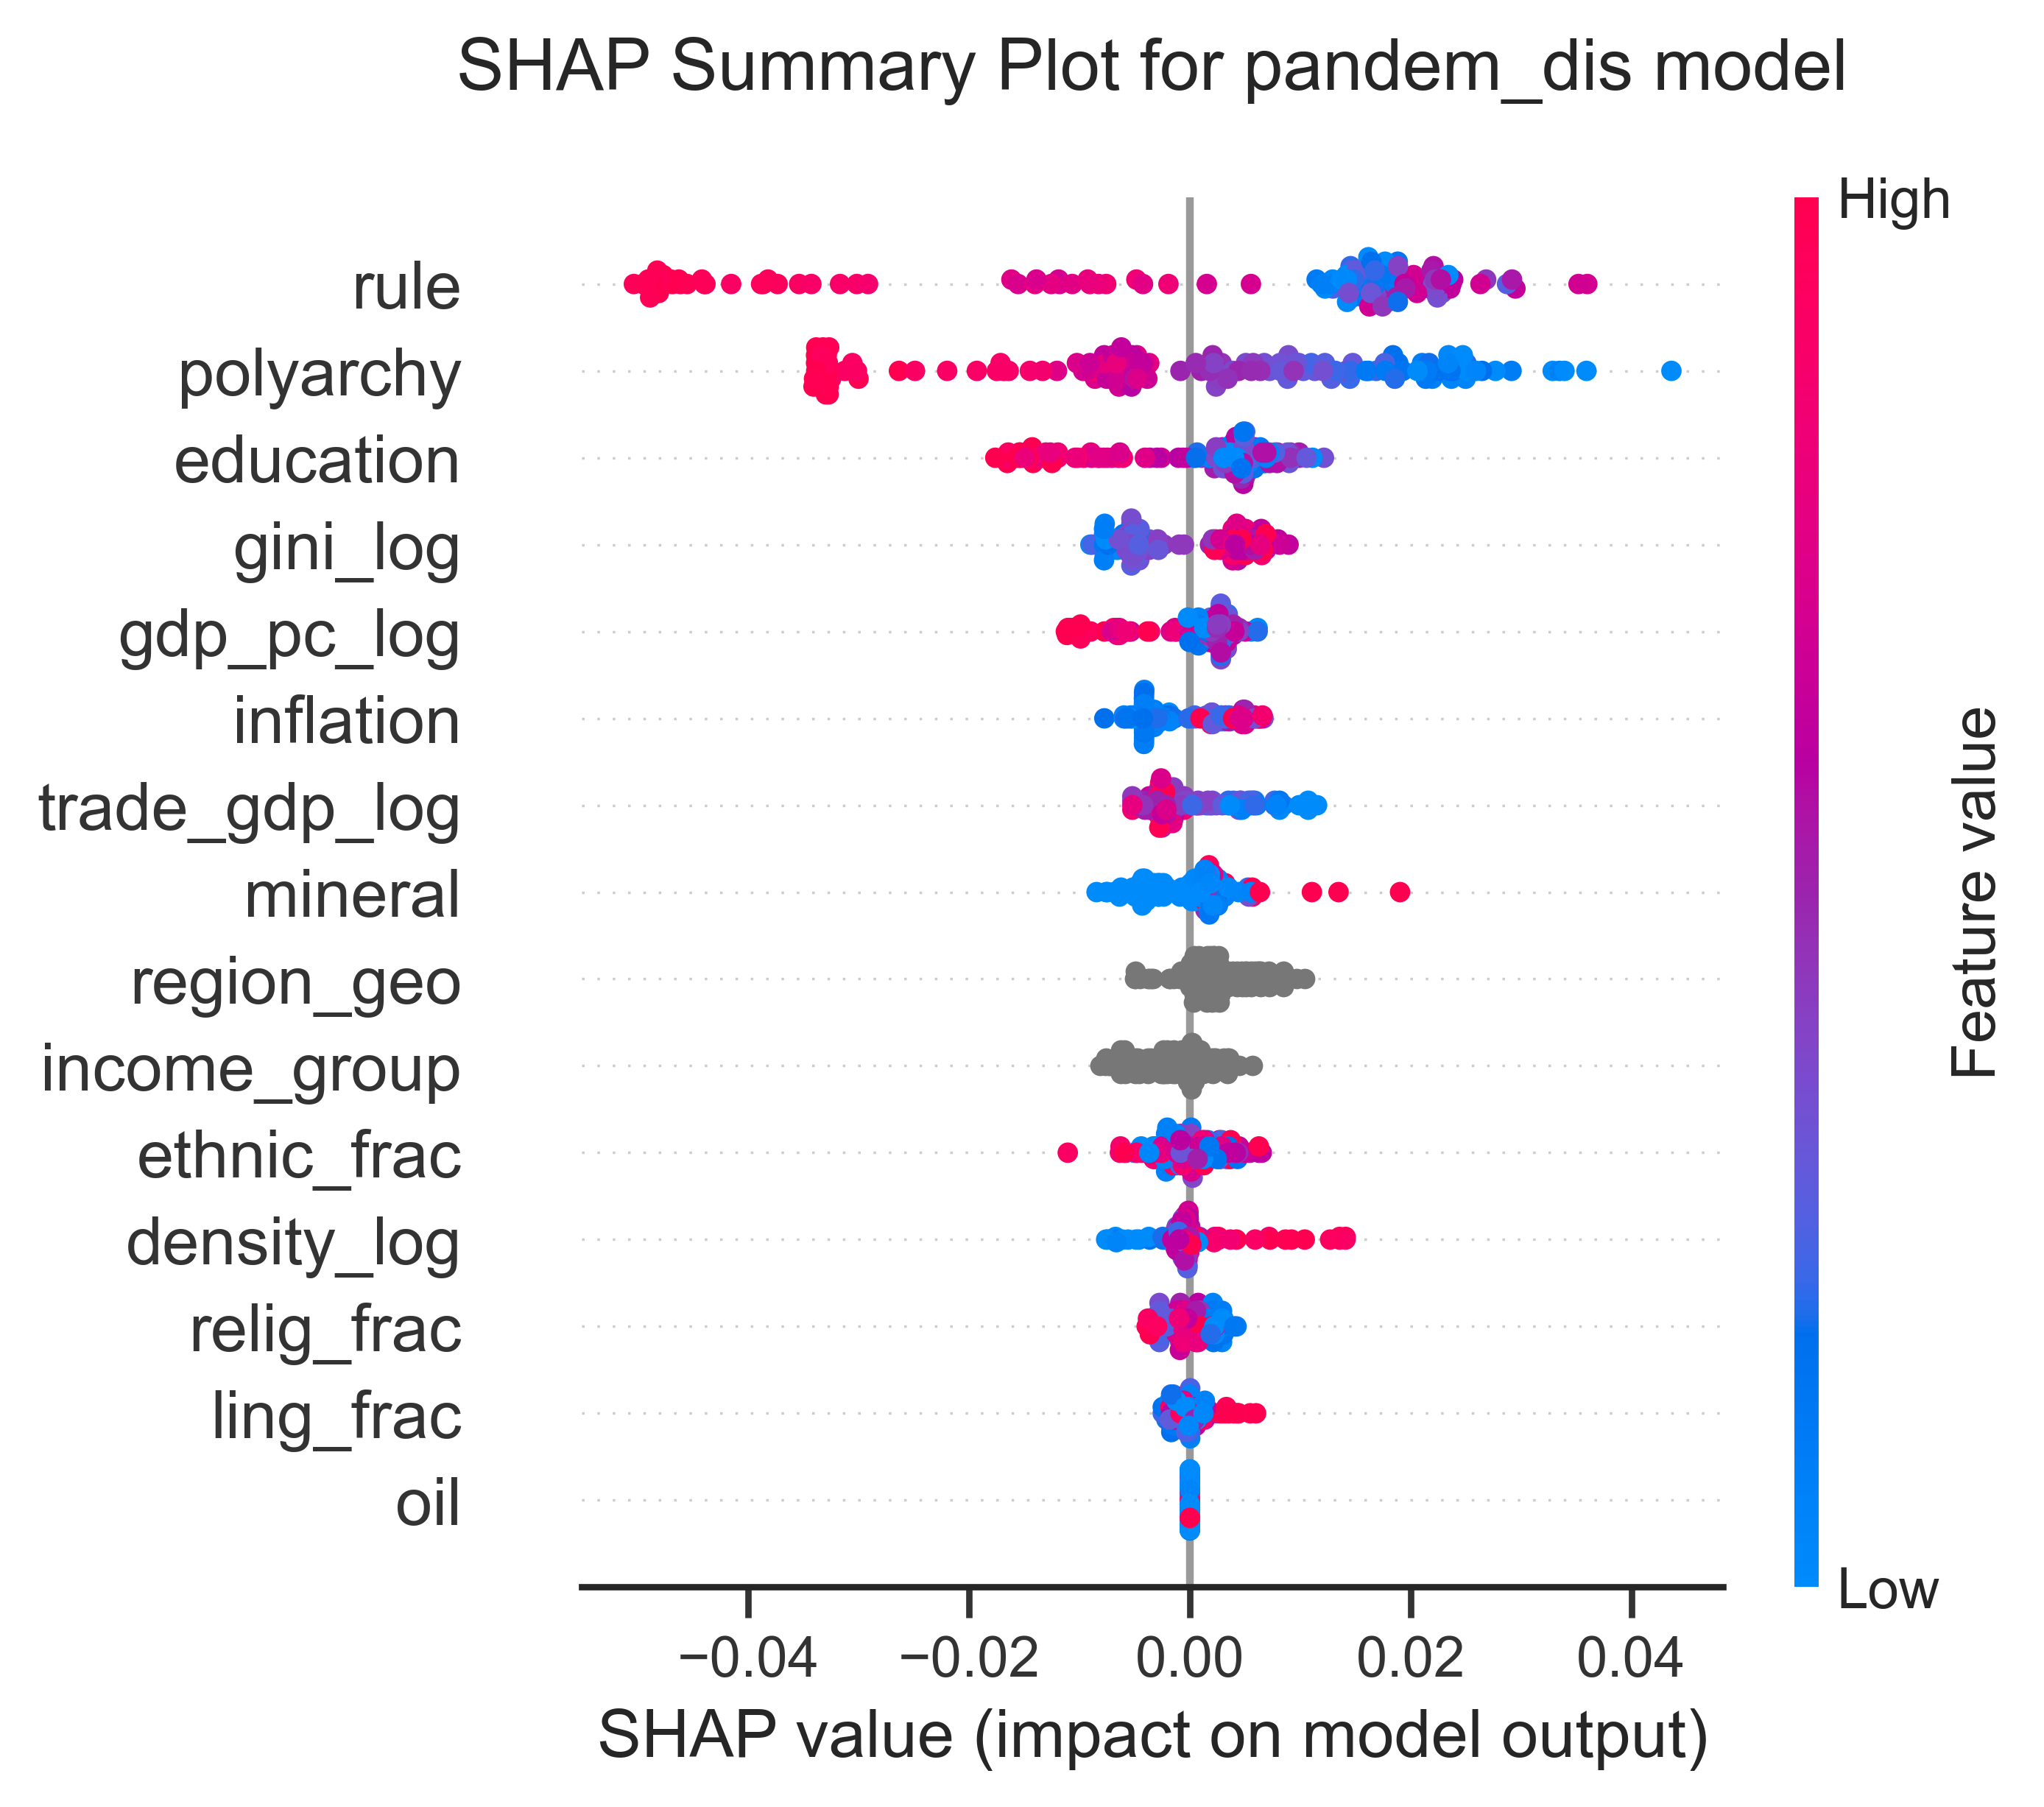 SHAP Summary Plot for pandem_dis model
High
rule
polyarchy
education
gini_log
gdp_pc_log
inflation
trade_gdp_log
mineral
region_geo
income_group
ethnic_frac
density_log
relig_frac
ling_frac
oil
Feature value
Low
−0.04 −0.02 0.00 0.02 0.04
SHAP value (impact on model output)